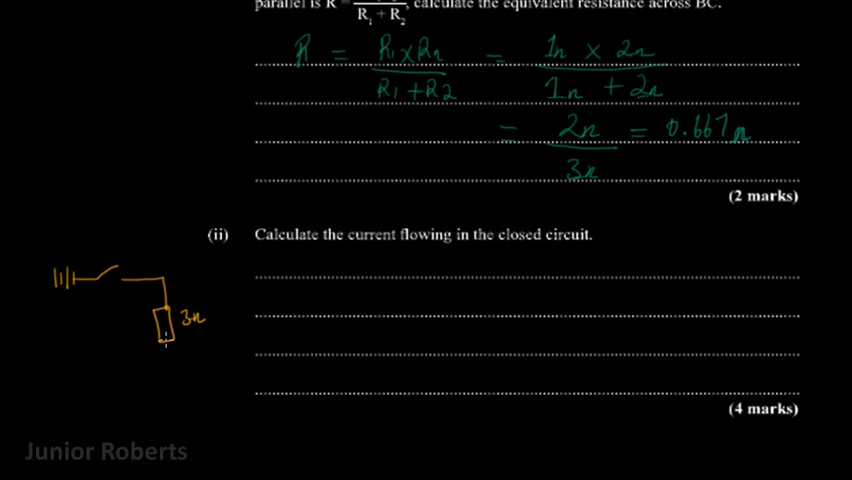 parallel is R = ――― / R₁ + R₂, calculate the equivalent resistance across BC.
R = R1 x R2 / R1 + R2 = 1Ω x 2Ω / 1Ω + 2Ω
= 2Ω / 3Ω = 0.667 Ω
(2 marks)
(ii) Calculate the current flowing in the closed circuit.
3Ω
(4 marks)
Junior Roberts